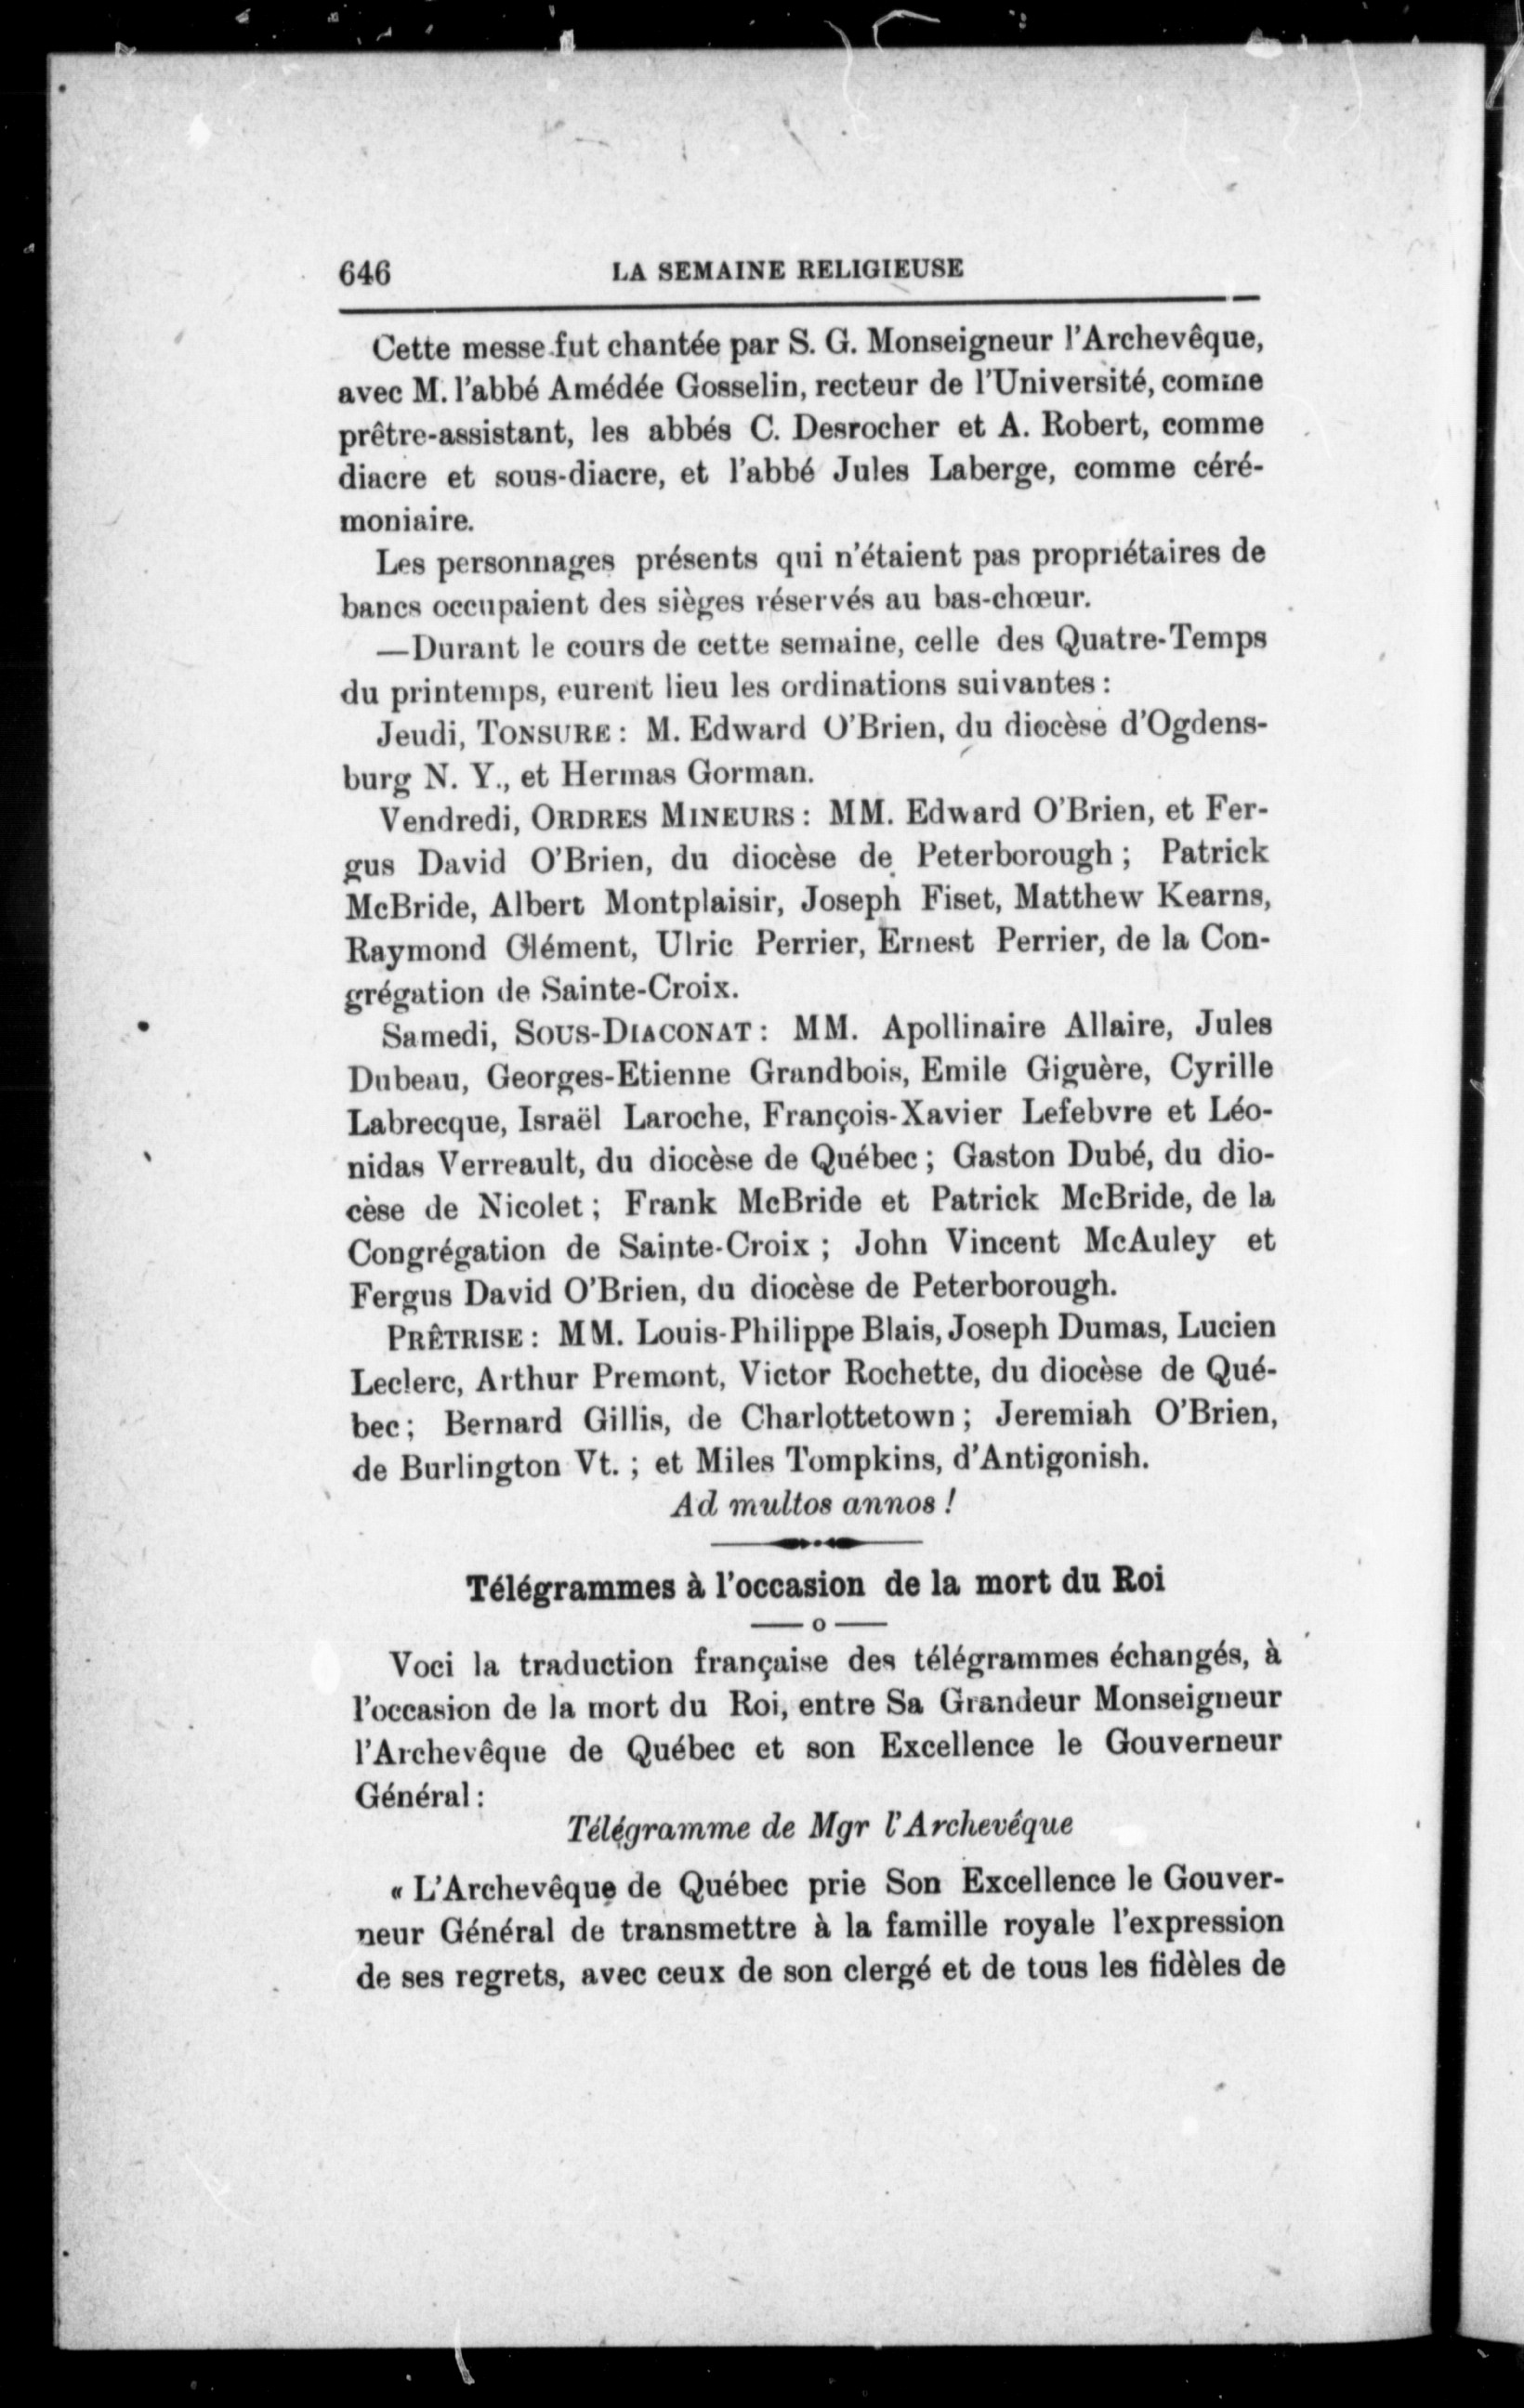 646 LA SEMAINE RELIGIEUSE
Cette messe fut chantée par S. G. Monseigneur l'Archevêque,
avec M. l'abbé Amédée Gosselin, recteur de l'Université, comme
prêtre-assistant, les abbés C. Desrocher et A. Robert, comme
diacre et sous-diacre, et l'abbé Jules Laberge, comme céré-
moniaire.
Les personnages présents qui n'étaient pas propriétaires de
bancs occupaient des sièges réservés au bas-chœur.
—Durant le cours de cette semaine, celle des Quatre-Temps
du printemps, eurent lieu les ordinations suivantes :
Jeudi, TONSURE : M. Edward O'Brien, du diocèse d'Ogdens-
burg N. Y., et Hermas Gorman.
Vendredi, ORDRES MINEURS : MM. Edward O'Brien, et Fer-
gus David O'Brien, du diocèse de Peterborough ; Patrick
McBride, Albert Montplaisir, Joseph Fiset, Matthew Kearns,
Raymond Clément, Ulric Perrier, Ernest Perrier, de la Con-
grégation de Sainte-Croix.
Samedi, SOUS-DIACONAT : MM. Apollinaire Allaire, Jules
Dubeau, Georges-Etienne Grandbois, Emile Giguère, Cyrille
Labrecque, Israël Laroche, François-Xavier Lefebvre et Léo-
nidas Verreault, du diocèse de Québec ; Gaston Dubé, du dio-
cèse de Nicolet ; Frank McBride et Patrick McBride, de la
Congrégation de Sainte-Croix ; John Vincent McAuley et
Fergus David O'Brien, du diocèse de Peterborough.
PRÊTRISE : MM. Louis-Philippe Blais, Joseph Dumas, Lucien
Leclerc, Arthur Premont, Victor Rochette, du diocèse de Qué-
bec ; Bernard Gillis, de Charlottetown ; Jeremiah O'Brien,
de Burlington Vt. ; et Miles Tompkins, d'Antigonish.
Ad multos annos !
Télégrammes à l'occasion de la mort du Roi
— o —
Voci la traduction française des télégrammes échangés, à
l'occasion de la mort du Roi, entre Sa Grandeur Monseigneur
l'Archevêque de Québec et son Excellence le Gouverneur
Général :
Télégramme de Mgr l'Archevêque
« L'Archevêque de Québec prie Son Excellence le Gouver-
neur Général de transmettre à la famille royale l'expression
de ses regrets, avec ceux de son clergé et de tous les fidèles de